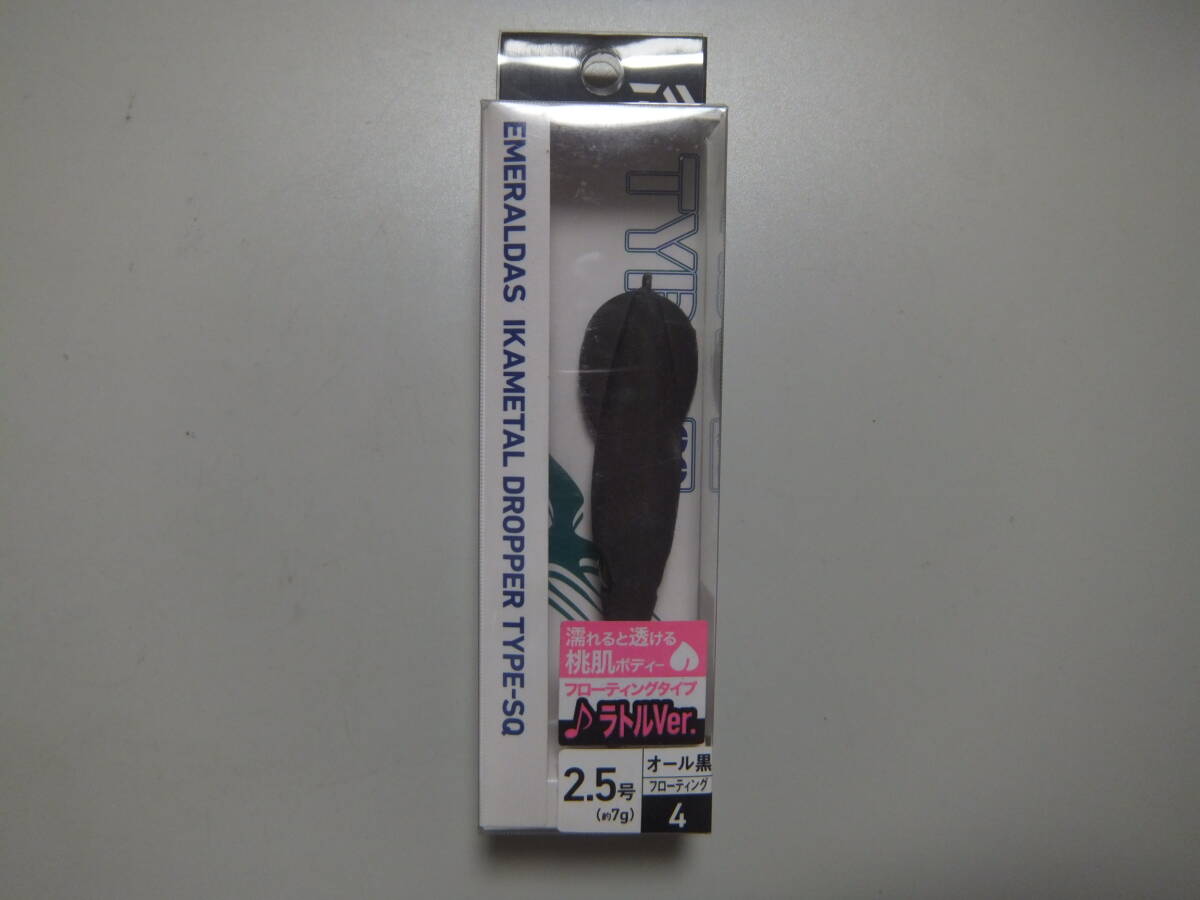 EMERALDAS IKAMETAL DROPPER TYPE-SQ
濡れると透ける
桃肌ボディー
フローティングタイプ
♪ラトルVer.
2.5号
(約7g)
オール黒
フローティング
4